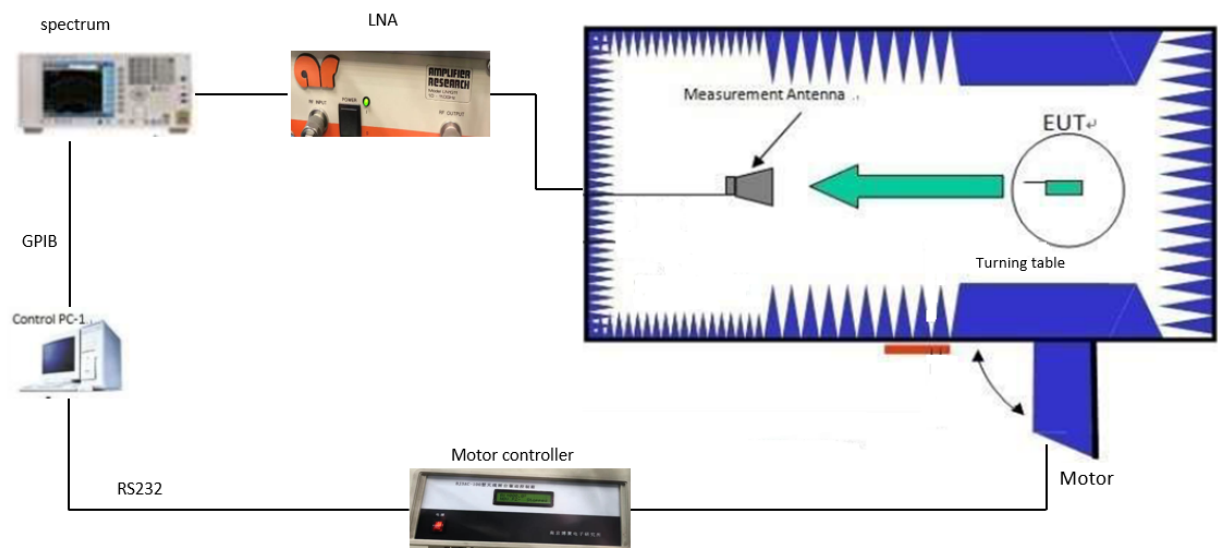 spectrum
LNA
ar
AMPLIFIER
RESEARCH
RF INPUT
POWER
RF OUTPUT
Measurement Antenna
EUT↵
Turning table
GPIB
Control PC-1
Motor controller
RS232
Motor